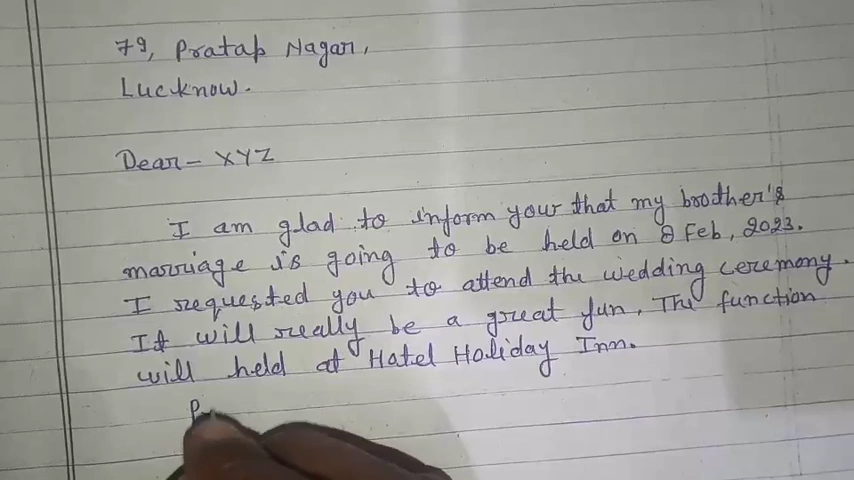 79, Pratap Nagar,
Lucknow.
Dear- XYZ
I am glad to inform your that my brother's
marriage is going to be held on 8 Feb, 2023.
I requested you to attend the wedding ceremony.
It will really be a great fun. The function
will held at Hotel Holiday Inn.
P